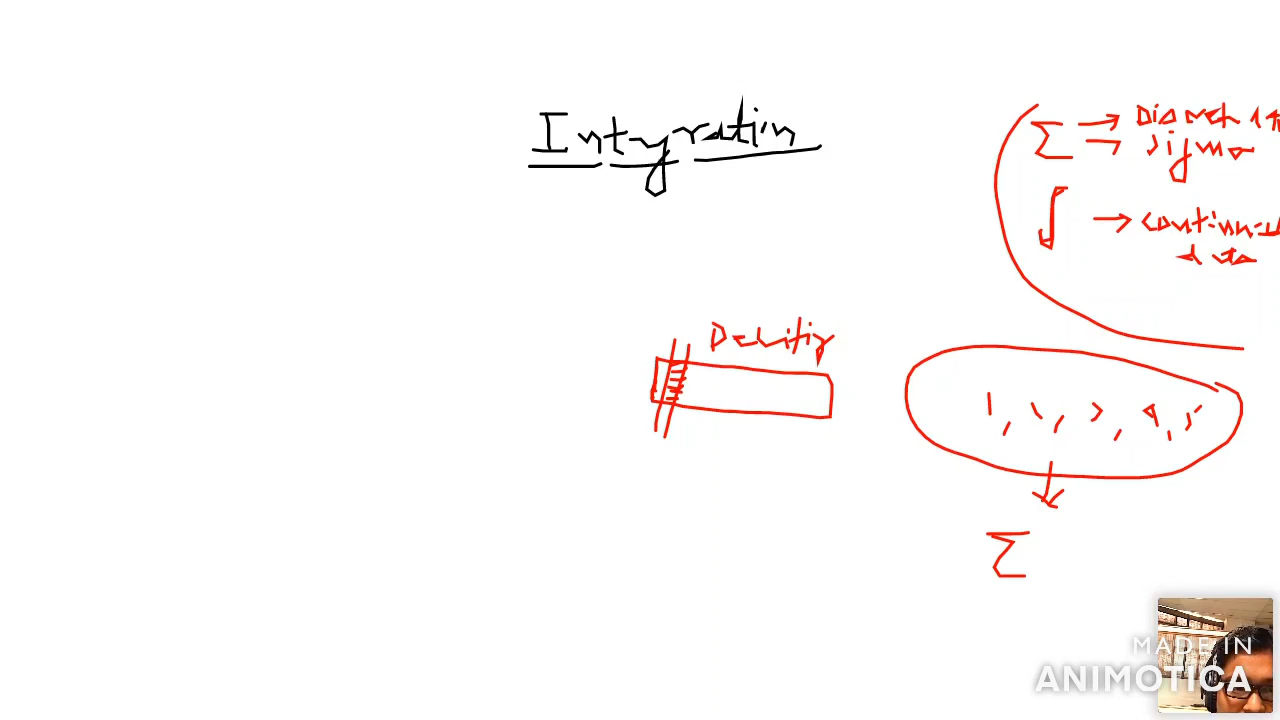 Integration
Σ → Discrete
→ sigma
∫ → continuous
data
Density
1, 2, 3, 4, 5
Σ
MADE IN
ANIMOTICA